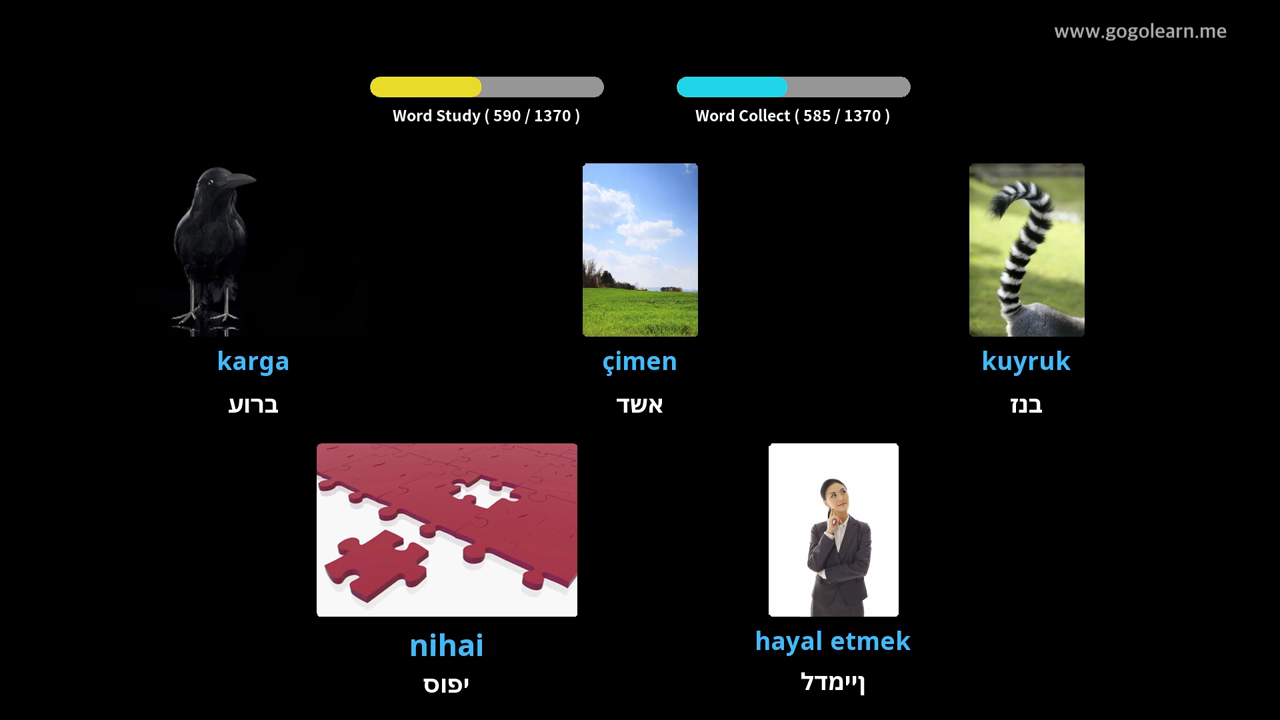 www.gogolearn.me
Word Study ( 590 / 1370 )
Word Collect ( 585 / 1370 )
karga
çimen
kuyruk
ברוע
אשד
בנז
nihai
hayal etmek
יפוס
ןיימדל